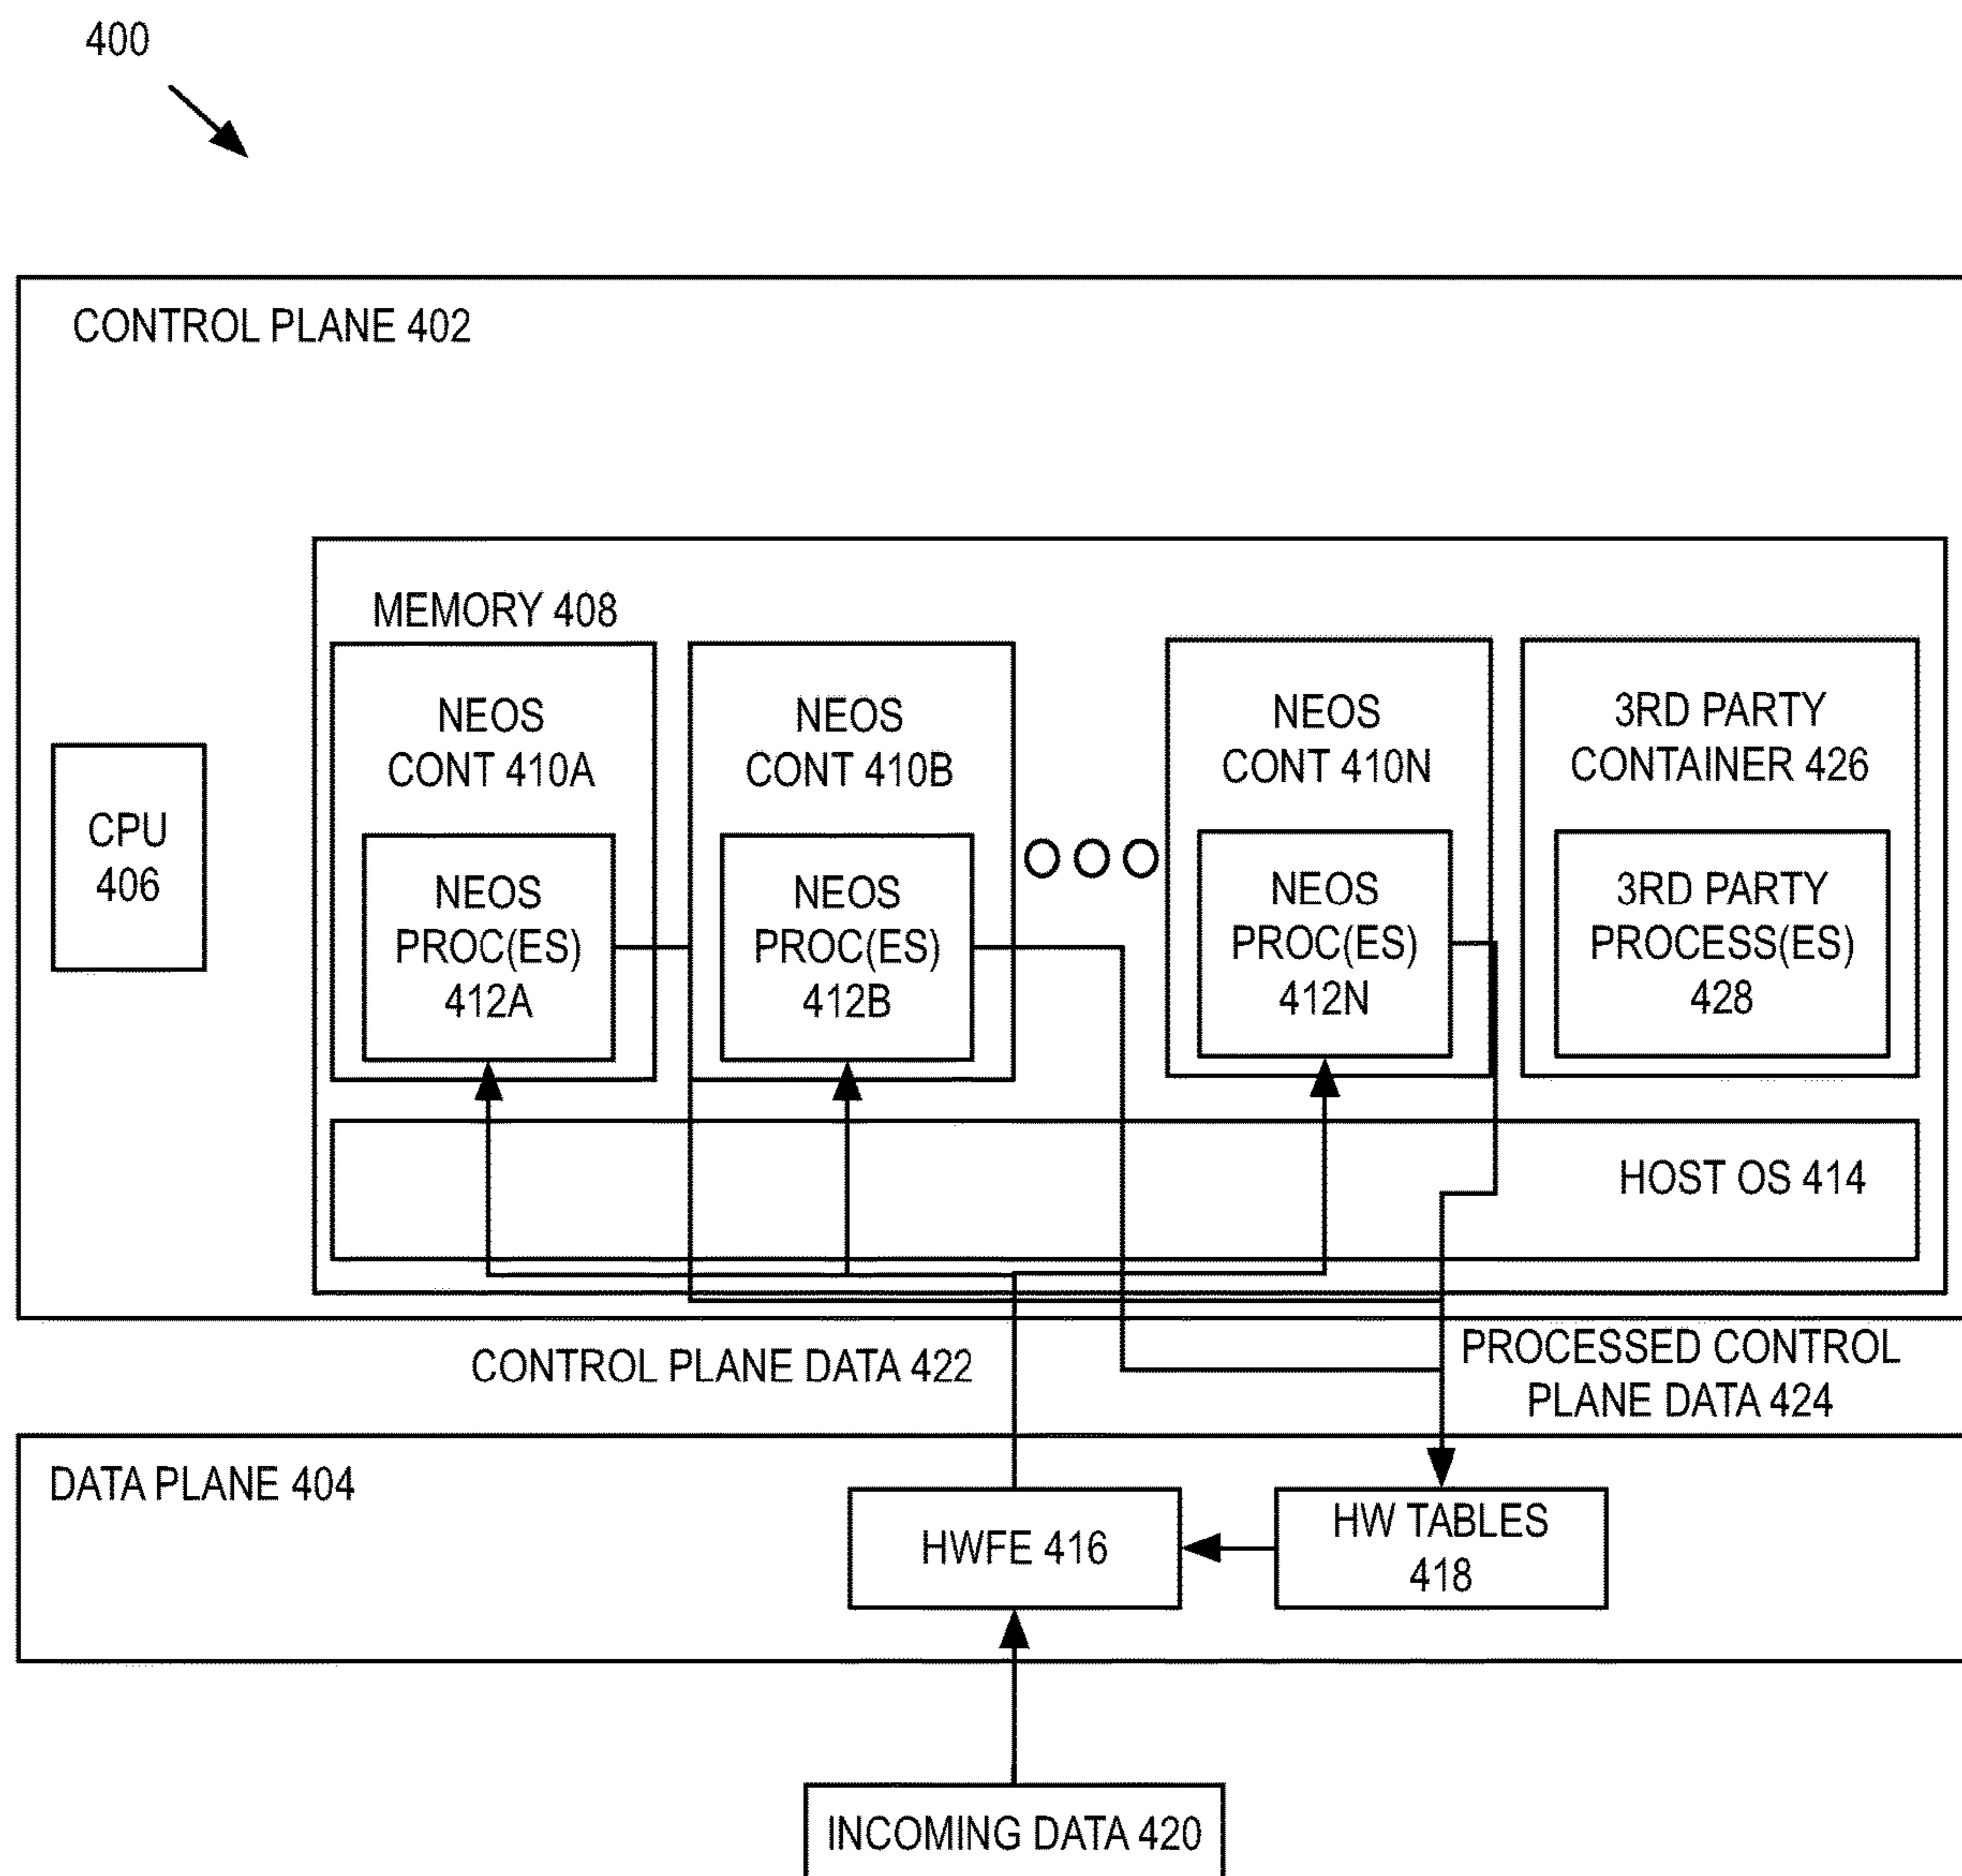 400
CONTROL PLANE 402
MEMORY 408
CPU
406
NEOS
CONT 410A
NEOS
PROC(ES)
412A
NEOS
CONT 410B
NEOS
PROC(ES)
412B
NEOS
CONT 410N
NEOS
PROC(ES)
412N
3RD PARTY
CONTAINER 426
3RD PARTY
PROCESS(ES)
428
HOST OS 414
CONTROL PLANE DATA 422
PROCESSED CONTROL
PLANE DATA 424
DATA PLANE 404
HWFE 416
HW TABLES
418
INCOMING DATA 420